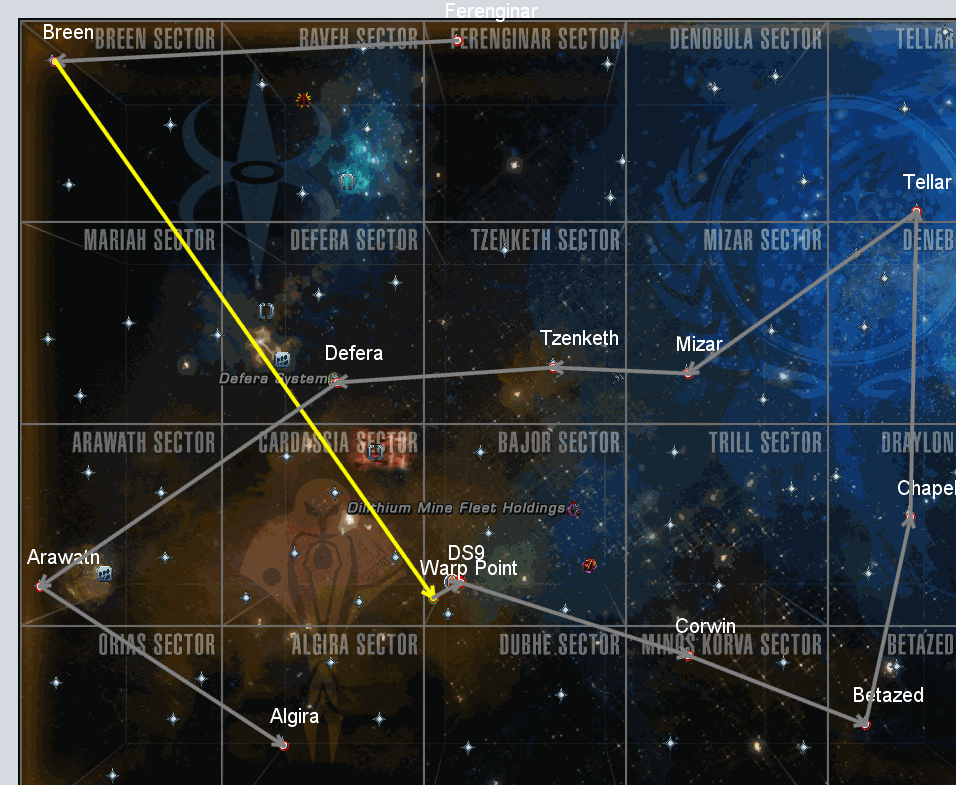 Ferenginar
Breen
BREEN SECTOR
RAVEH SECTOR
FERENGINAR SECTOR
DENOBULA SECTOR
TELLAR
Tellar
MARIAH SECTOR
DEFERA SECTOR
TZENKETH SECTOR
MIZAR SECTOR
DENEB
Defera
Tzenketh
Mizar
Defera System
ARAWATH SECTOR
CARDASSIA SECTOR
BAJOR SECTOR
TRILL SECTOR
DRAYLON
Chapel
Dilithium Mine Fleet Holdings
Arawath
DS9
Warp Point
Corwin
ORIAS SECTOR
ALGIRA SECTOR
DUBHE SECTOR
MINOS KORVA SECTOR
BETAZED
Betazed
Algira